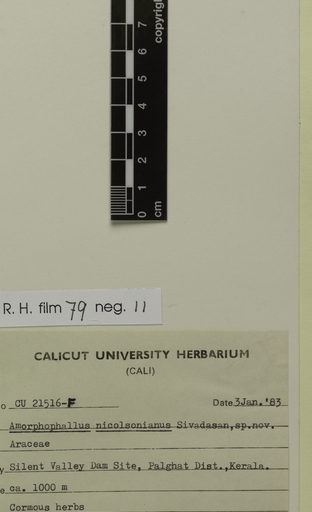 copyrigh
7
6
5
4
3
2
1
0
cm
R. H. film 79 neg. 11
CALICUT UNIVERSITY HERBARIUM
(CALI)
o CU 21516-F Date 3Jan. '83
Amorphophallus nicolsonianus Sivadasan,sp.nov.
Araceae
y Silent Valley Dam Site, Palghat Dist.,Kerala.
e ca. 1000 m
Cormous herbs